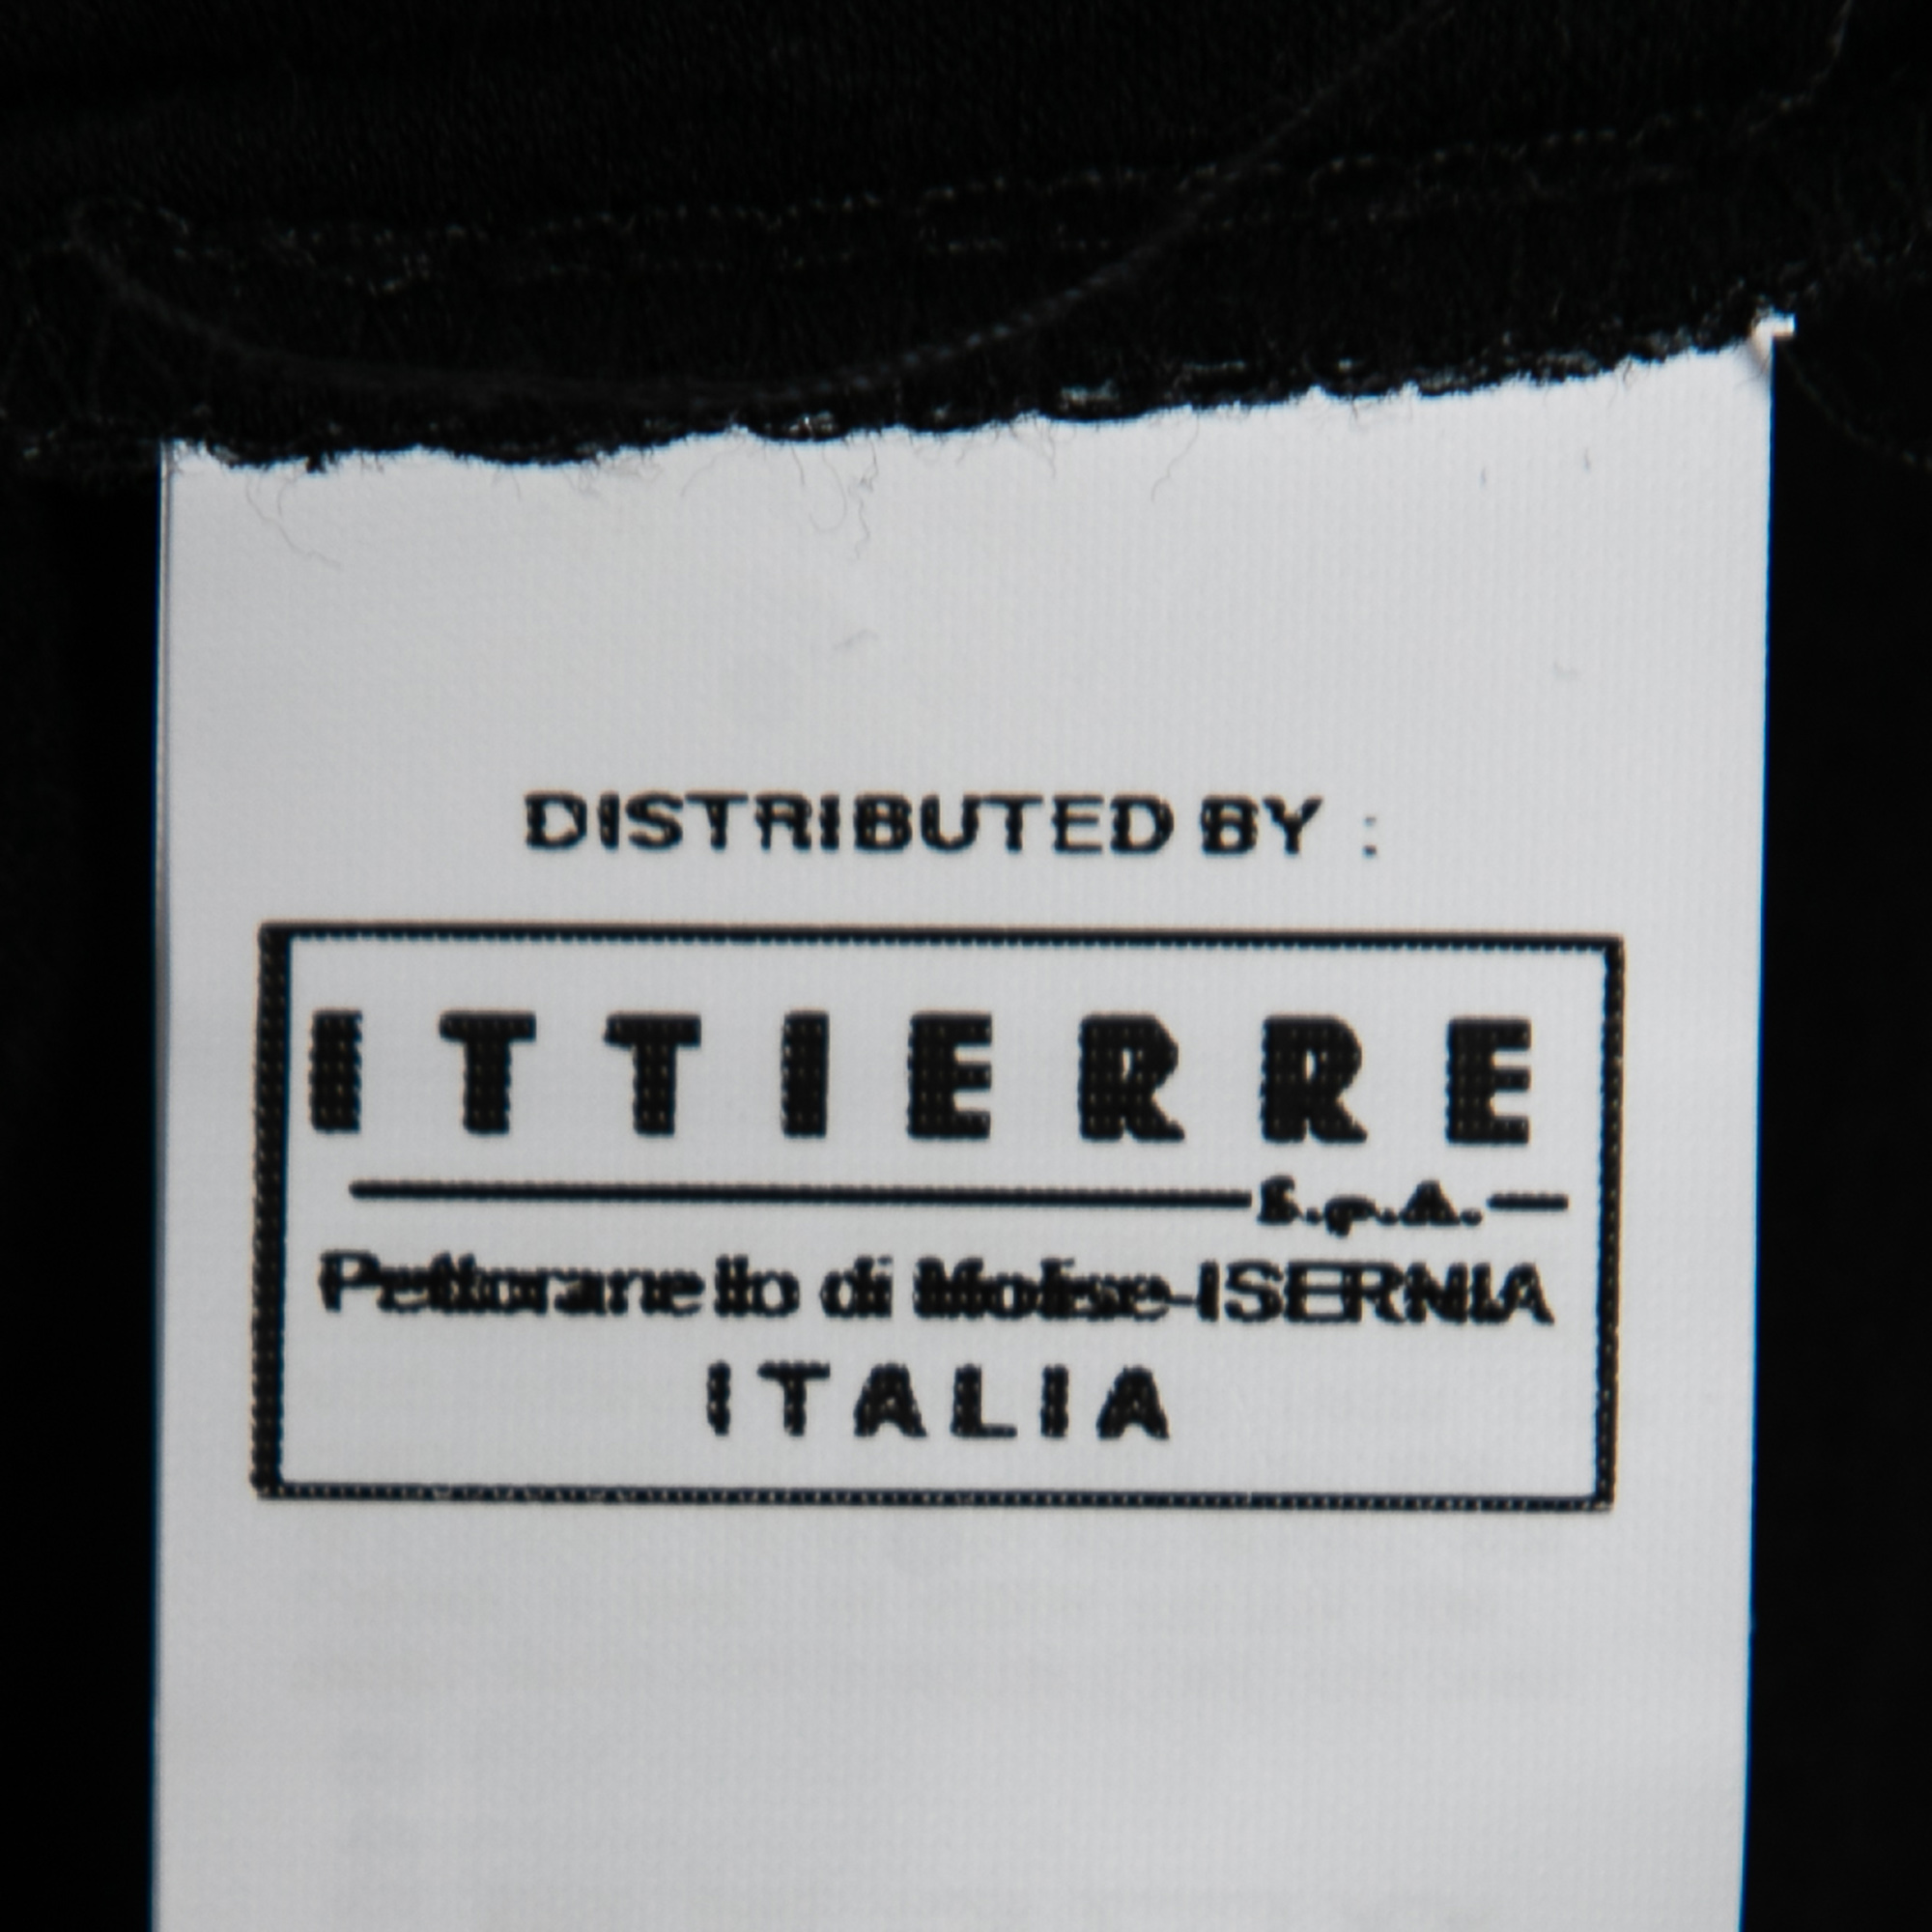 DISTRIBUTED BY :
ITTIERRE
S.p.A.
Pettoranello di Molise-ISERNIA
ITALIA